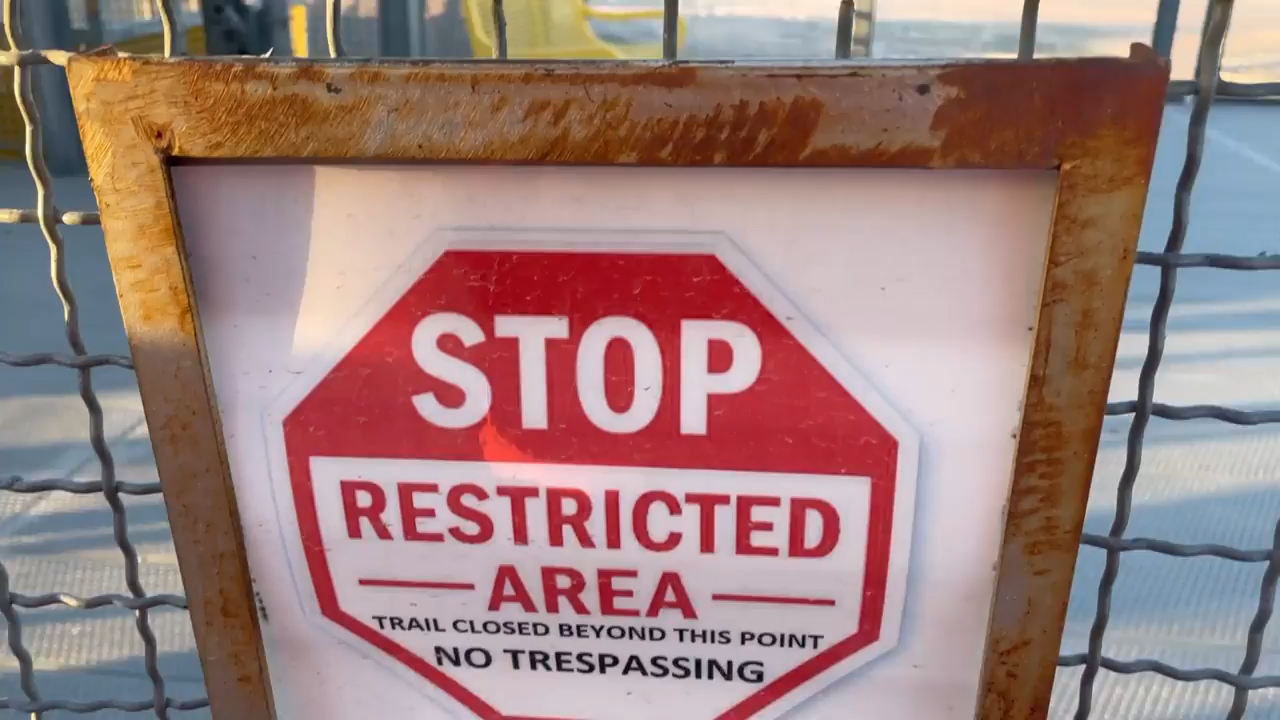 STOP
RESTRICTED
AREA
TRAIL CLOSED BEYOND THIS POINT
NO TRESPASSING